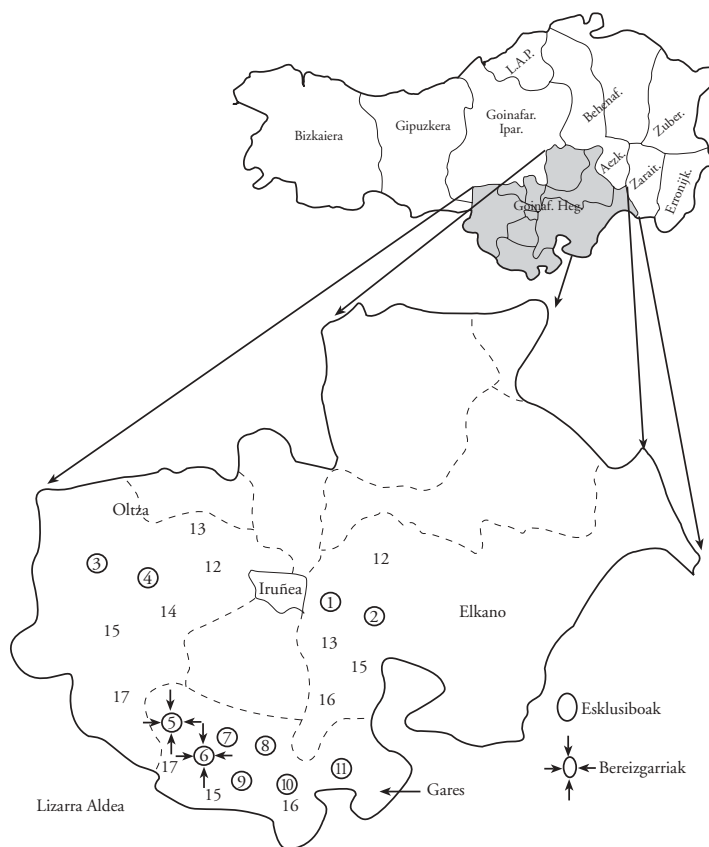 L.A.P.
Bizkaiera
Gipuzkera
Goinafar.
Ipar.
Behenaf.
Zuber.
Aezk.
Zarait.
Erronijk.
Goinaf. Heg.
Oltza
13
3
4
12
12
Iruñea
1
2
Elkano
14
15
13
15
17
16
5
7
8
6
17
9
10
11
15
16
Gares
Lizarra Aldea
Esklusiboak
Bereizgarriak